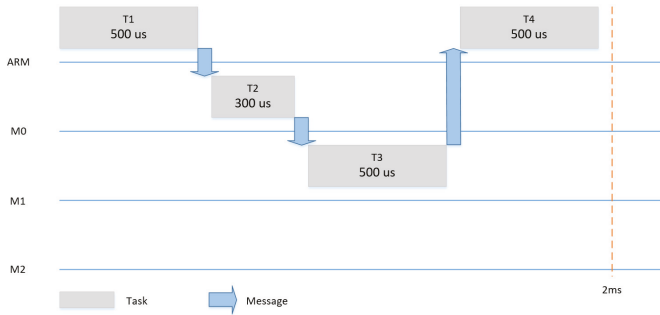 T1
500 us
T4
500 us
ARM
T2
300 us
M0
T3
500 us
M1
M2
2ms
Task
Message